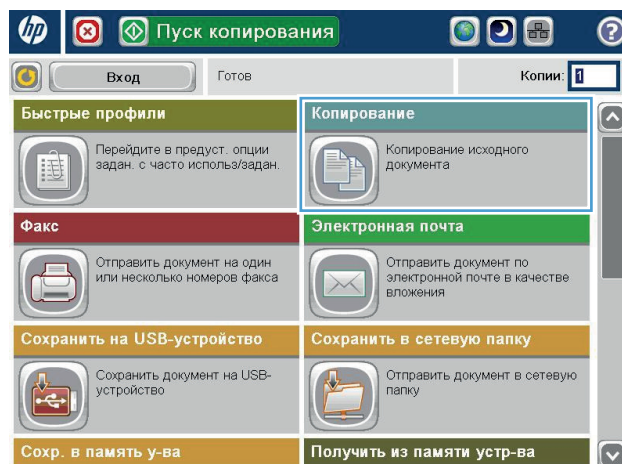 hp
Пуск копирования
?
Вход
Готов
Копии: 1
Быстрые профили
Перейдите в предуст. опции
задан. с часто использ/задан.
Копирование
Копирование исходного
документа
Факс
Отправить документ на один
или несколько номеров факса
Электронная почта
Отправить документ по
электронной почте в качестве
вложения
Сохранить на USB-устройство
Сохранить документ на USB-
устройство
Сохранить в сетевую папку
Отправить документ в сетевую
папку
Сохр. в память у-ва
Получить из памяти устр-ва